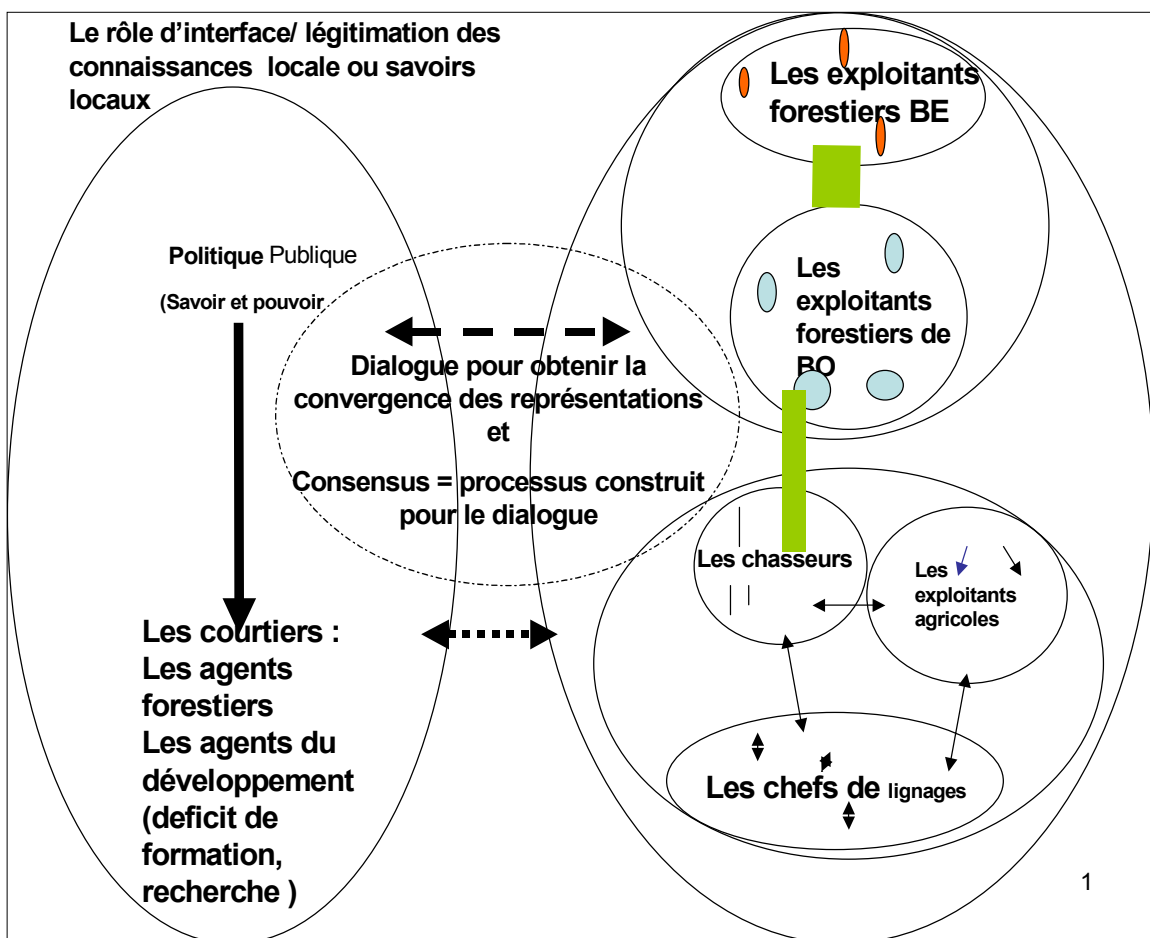 Le rôle d’interface/ légitimation des
connaissances locale ou savoirs
locaux
Politique Publique
(Savoir et pouvoir
Dialogue pour obtenir la
convergence des représentations
et
Consensus = processus construit
pour le dialogue
Les courtiers :
Les agents
forestiers
Les agents du
développement
(deficit de
formation,
recherche )
Les exploitants
forestiers BE
Les
exploitants
forestiers de
BO
Les chasseurs
Les
exploitants
agricoles
Les chefs de lignages
1